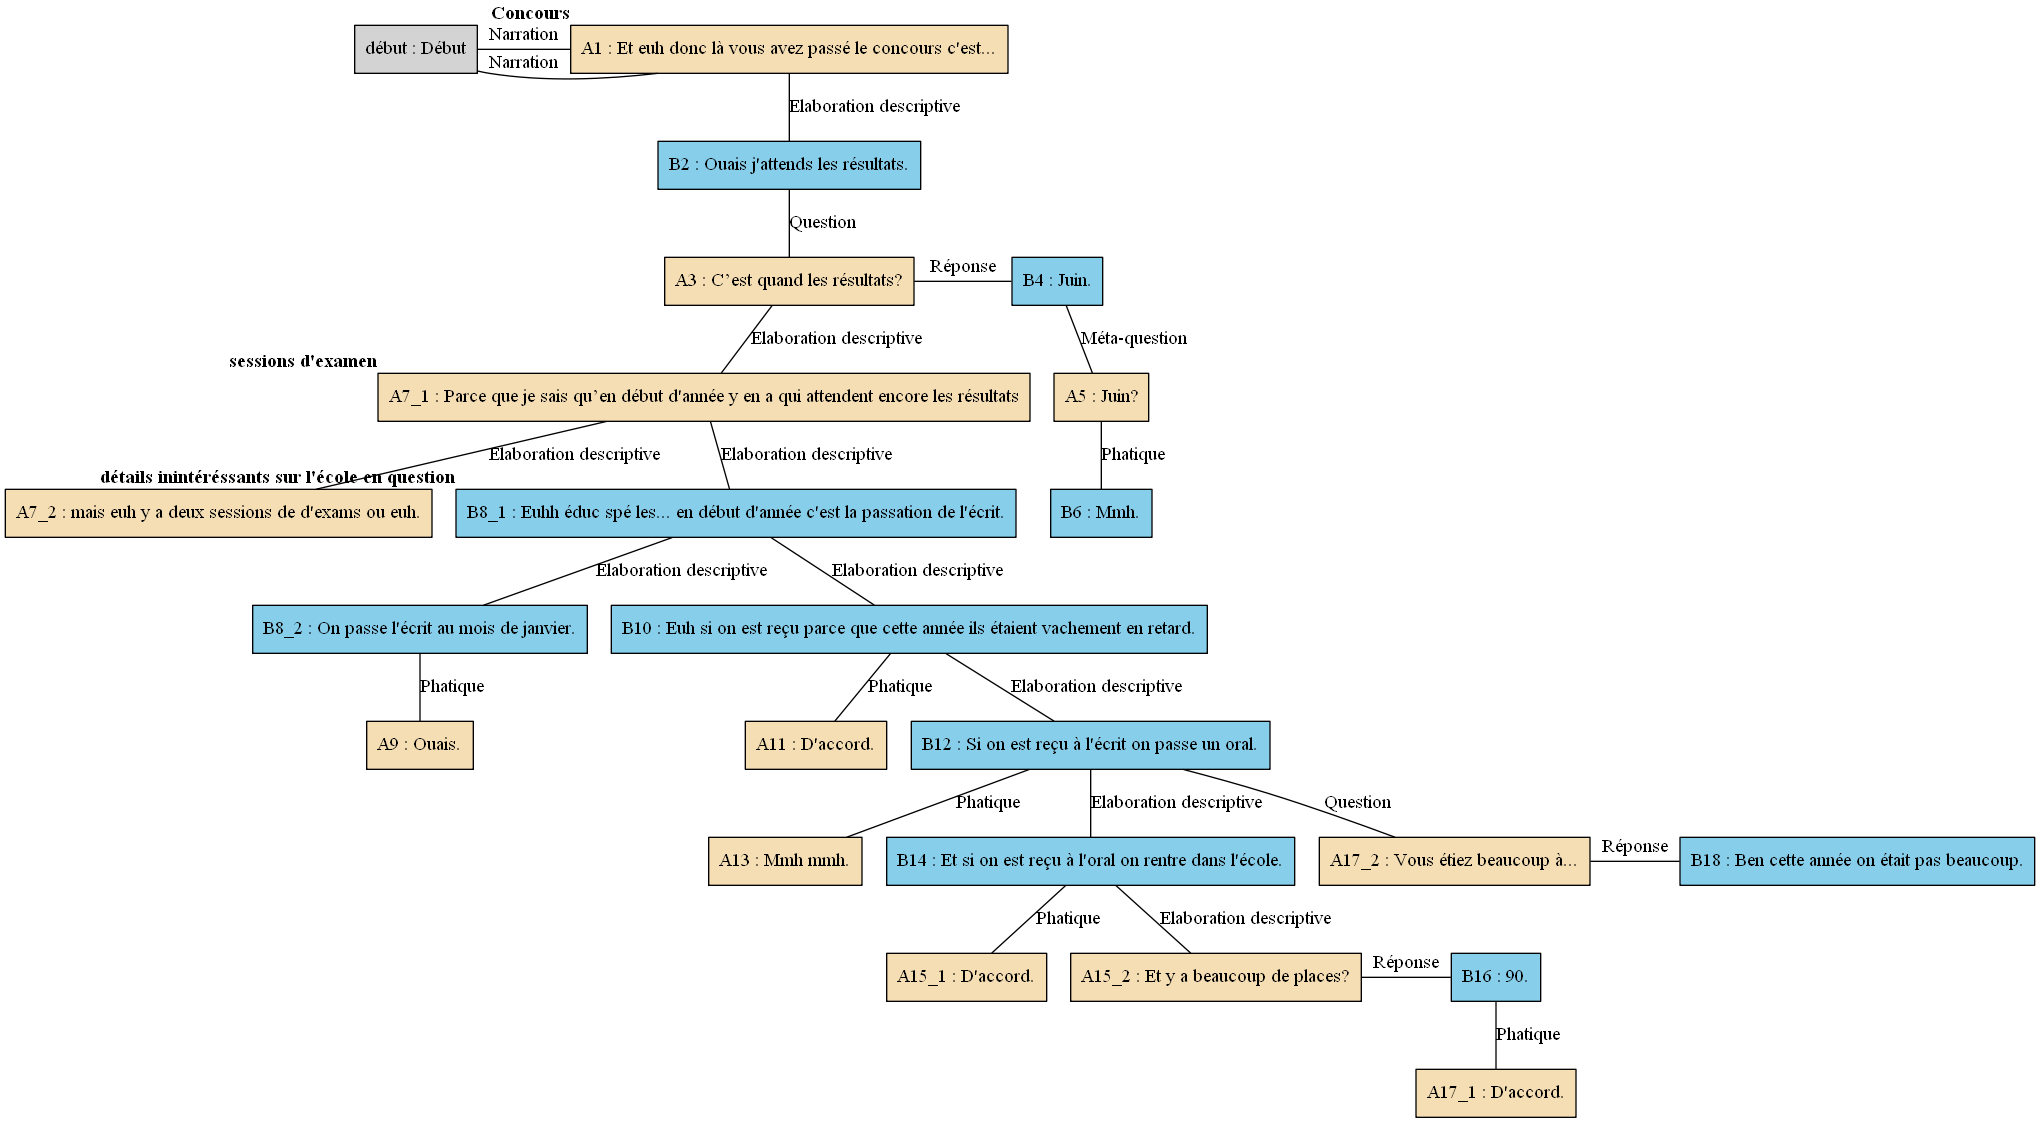 Concours
Narration
début : Début
A1 : Et euh donc là vous avez passé le concours c'est...
Narration
Elaboration descriptive
B2 : Ouais j'attends les résultats.
Question
A3 : C’est quand les résultats?
Réponse
B4 : Juin.
Elaboration descriptive
Méta-question
sessions d'examen
A7_1 : Parce que je sais qu’en début d'année y en a qui attendent encore les résultats
A5 : Juin?
Elaboration descriptive
Elaboration descriptive
Phatique
détails inintéréssants sur l'école en question
A7_2 : mais euh y a deux sessions de d'exams ou euh.
B8_1 : Euhh éduc spé les... en début d'année c'est la passation de l'écrit.
B6 : Mmh.
Elaboration descriptive
Elaboration descriptive
B8_2 : On passe l'écrit au mois de janvier.
B10 : Euh si on est reçu parce que cette année ils étaient vachement en retard.
Phatique
Phatique
Elaboration descriptive
A9 : Ouais.
A11 : D'accord.
B12 : Si on est reçu à l'écrit on passe un oral.
Phatique
Elaboration descriptive
Question
A13 : Mmh mmh.
B14 : Et si on est reçu à l'oral on rentre dans l'école.
A17_2 : Vous étiez beaucoup à...
Réponse
B18 : Ben cette année on était pas beaucoup.
Phatique
Elaboration descriptive
A15_1 : D'accord.
A15_2 : Et y a beaucoup de places?
Réponse
B16 : 90.
Phatique
A17_1 : D'accord.